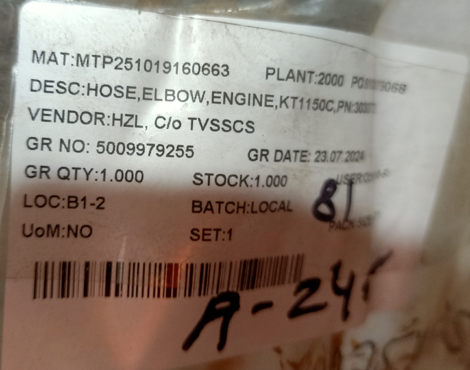 MAT:MTP251019160663 PLANT:2000
DESC:HOSE,ELBOW,ENGINE,KT1150C,PN:
VENDOR:HZL, C/o TVSSCS
GR NO: 5009979255 GR DATE: 23.07.2024
GR QTY:1.000 STOCK:1.000
LOC:B1-2 BATCH:LOCAL 81
UoM:NO SET:1